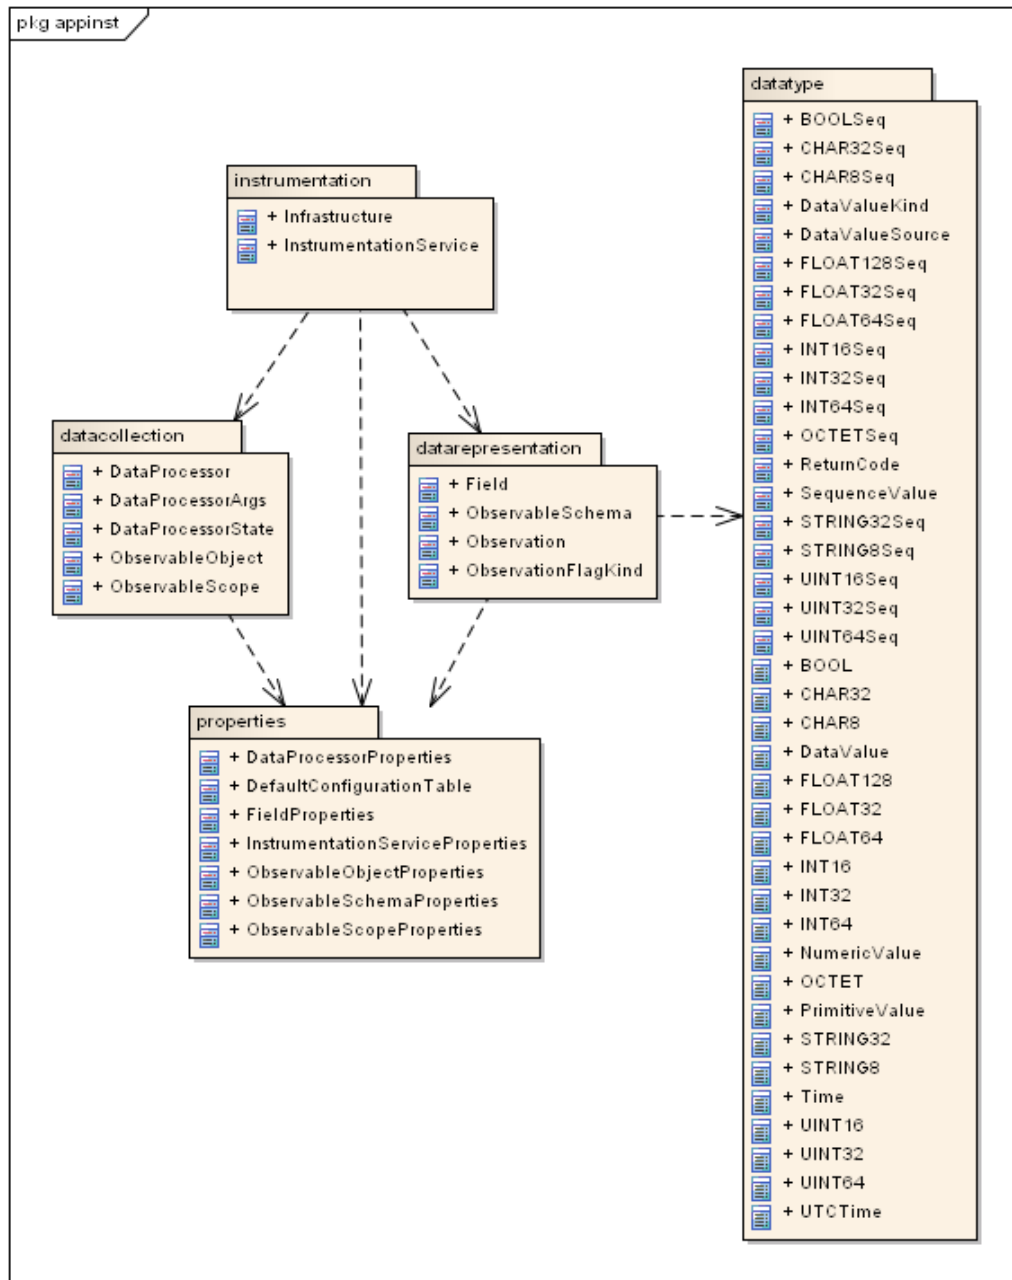 pkg appinst
instrumentation
+ Infrastructure
+ InstrumentationService
datacollection
+ DataProcessor
+ DataProcessorArgs
+ DataProcessorState
+ ObservableObject
+ ObservableScope
datarepresentation
+ Field
+ ObservableSchema
+ Observation
+ ObservationFlagKind
properties
+ DataProcessorProperties
+ DefaultConfigurationTable
+ FieldProperties
+ InstrumentationServiceProperties
+ ObservableObjectProperties
+ ObservableSchemaProperties
+ ObservableScopeProperties
datatype
+ BOOLSeq
+ CHAR32Seq
+ CHAR8Seq
+ DataValueKind
+ DataValueSource
+ FLOAT128Seq
+ FLOAT32Seq
+ FLOAT64Seq
+ INT16Seq
+ INT32Seq
+ INT64Seq
+ OCTETSeq
+ ReturnCode
+ SequenceValue
+ STRING32Seq
+ STRING8Seq
+ UINT16Seq
+ UINT32Seq
+ UINT64Seq
+ BOOL
+ CHAR32
+ CHAR8
+ DataValue
+ FLOAT128
+ FLOAT32
+ FLOAT64
+ INT16
+ INT32
+ INT64
+ NumericValue
+ OCTET
+ PrimitiveValue
+ STRING32
+ STRING8
+ Time
+ UINT16
+ UINT32
+ UINT64
+ UTCTime